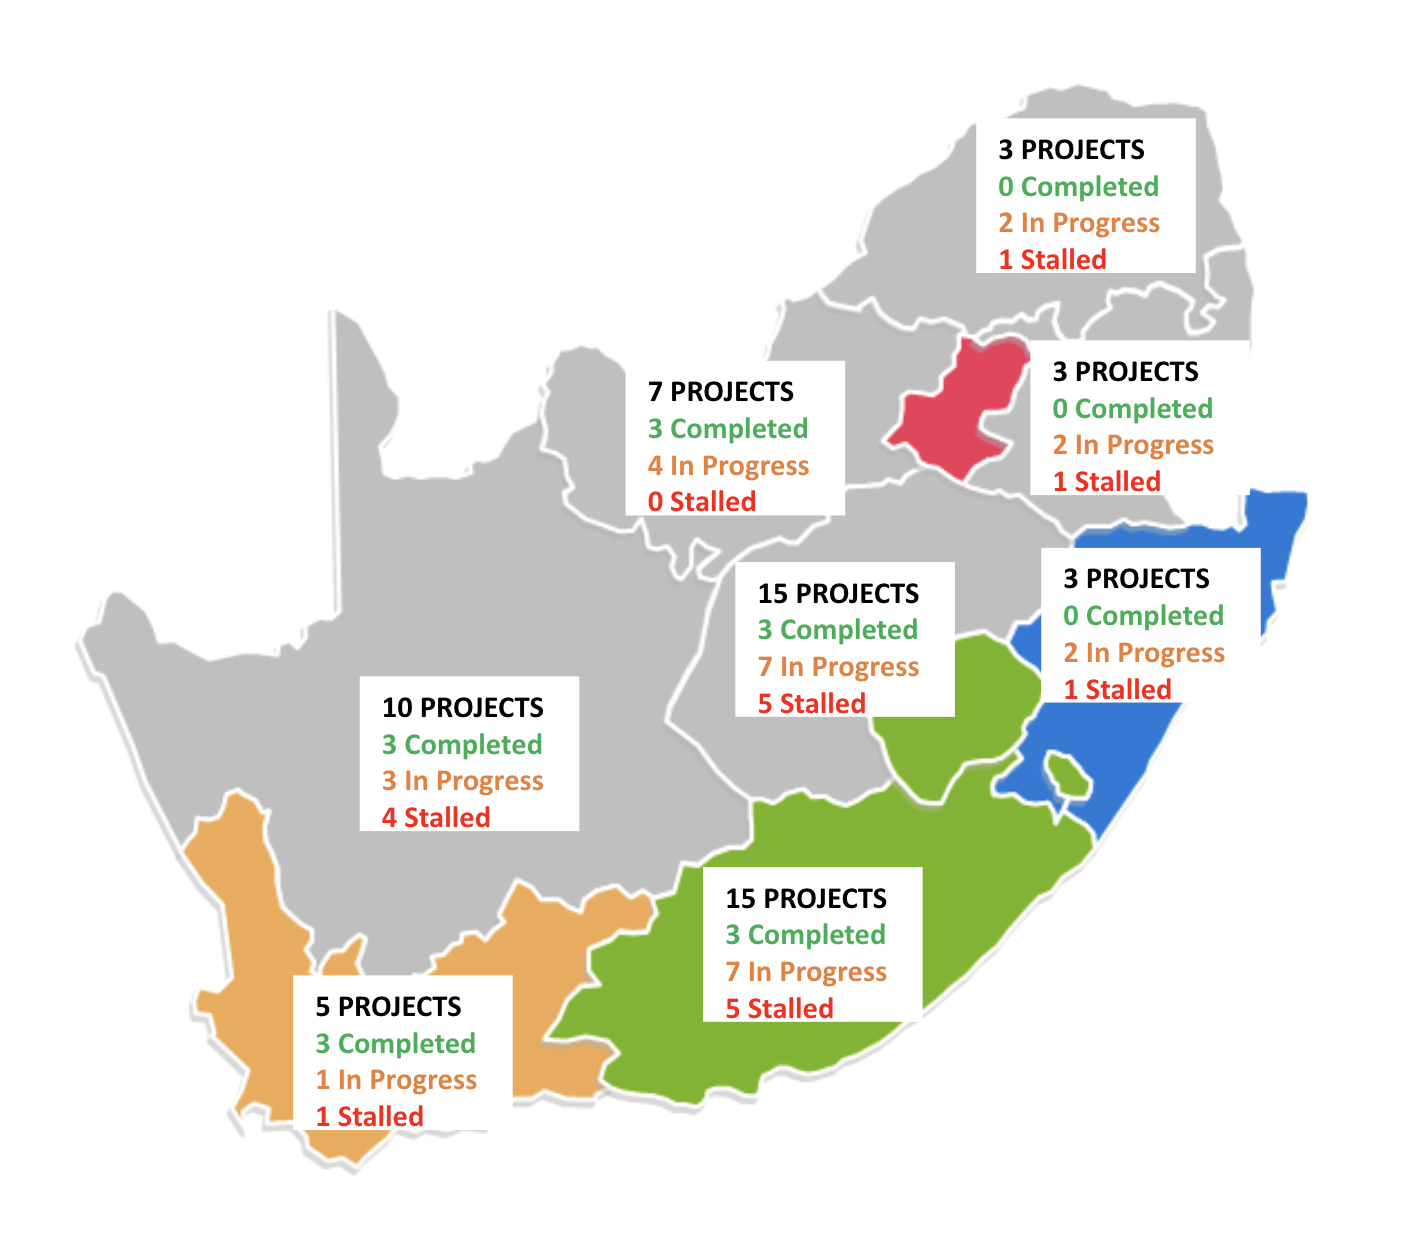 3 PROJECTS
0 Completed
2 In Progress
1 Stalled
7 PROJECTS
3 Completed
4 In Progress
0 Stalled
3 PROJECTS
0 Completed
2 In Progress
1 Stalled
15 PROJECTS
3 Completed
7 In Progress
5 Stalled
3 PROJECTS
0 Completed
2 In Progress
1 Stalled
10 PROJECTS
3 Completed
3 In Progress
4 Stalled
15 PROJECTS
3 Completed
7 In Progress
5 Stalled
5 PROJECTS
3 Completed
1 In Progress
1 Stalled